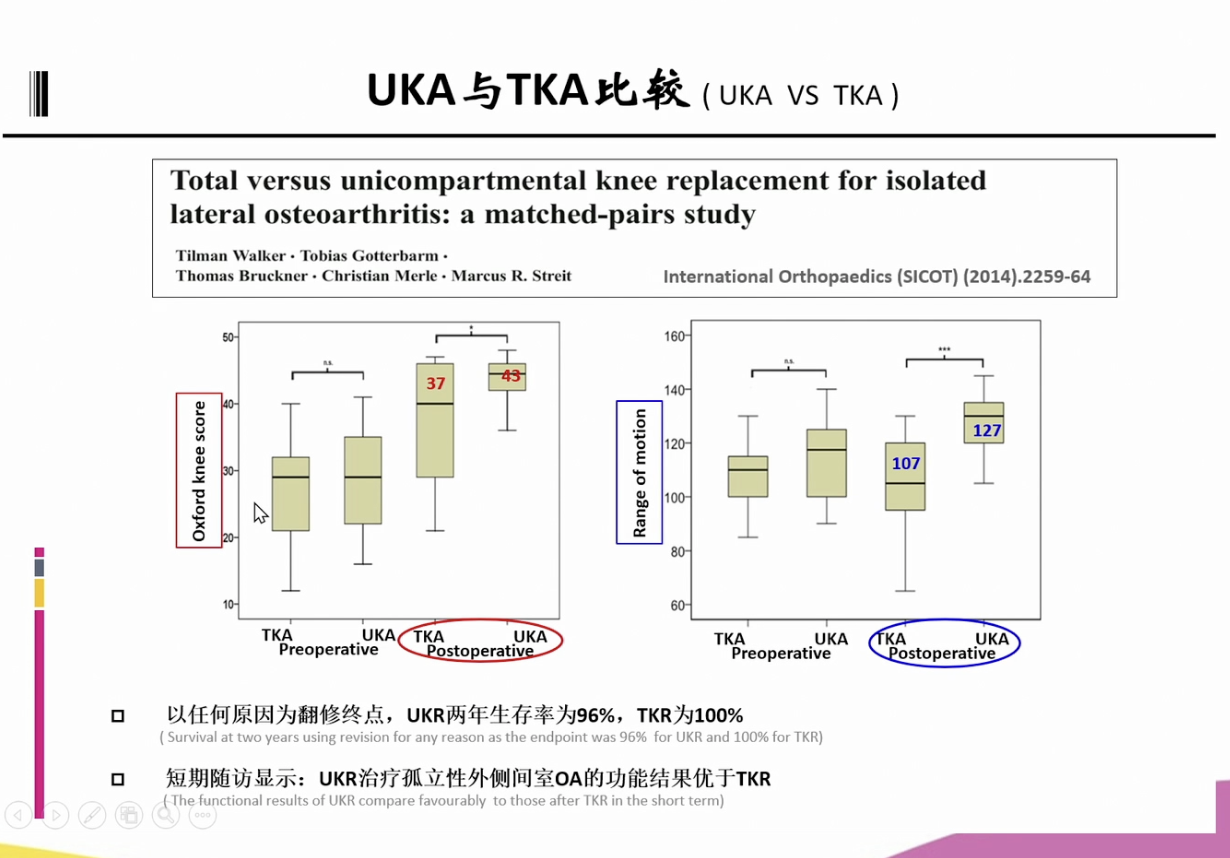 UKA与TKA比较 ( UKA VS TKA )
Total versus unicompartmental knee replacement for isolated
lateral osteoarthritis: a matched-pairs study
Tilman Walker · Tobias Gotterbarm ·
Thomas Bruckner · Christian Merle · Marcus R. Streit
International Orthopaedics (SICOT) (2014).2259-64
Oxford knee score
50
40
30
20
10
n.s.
*
37
43
TKA UKA TKA UKA
Preoperative Postoperative
Range of motion
160
140
120
100
80
60
n.s.
***
107
127
TKA UKA TKA UKA
Preoperative Postoperative
以任何原因为翻修终点，UKR两年生存率为96%，TKR为100%
( Survival at two years using revision for any reason as the endpoint was 96% for UKR and 100% for TKR)
短期随访显示：UKR治疗孤立性外侧间室OA的功能结果优于TKR
( The functional results of UKR compare favourably to those after TKR in the short term)